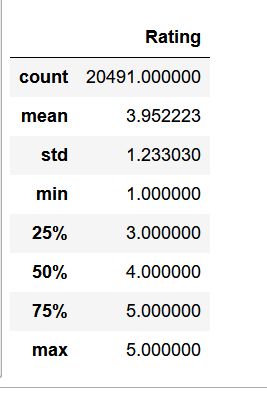 Rating
count 20491.000000
mean 3.952223
std 1.233030
min 1.000000
25% 3.000000
50% 4.000000
75% 5.000000
max 5.000000